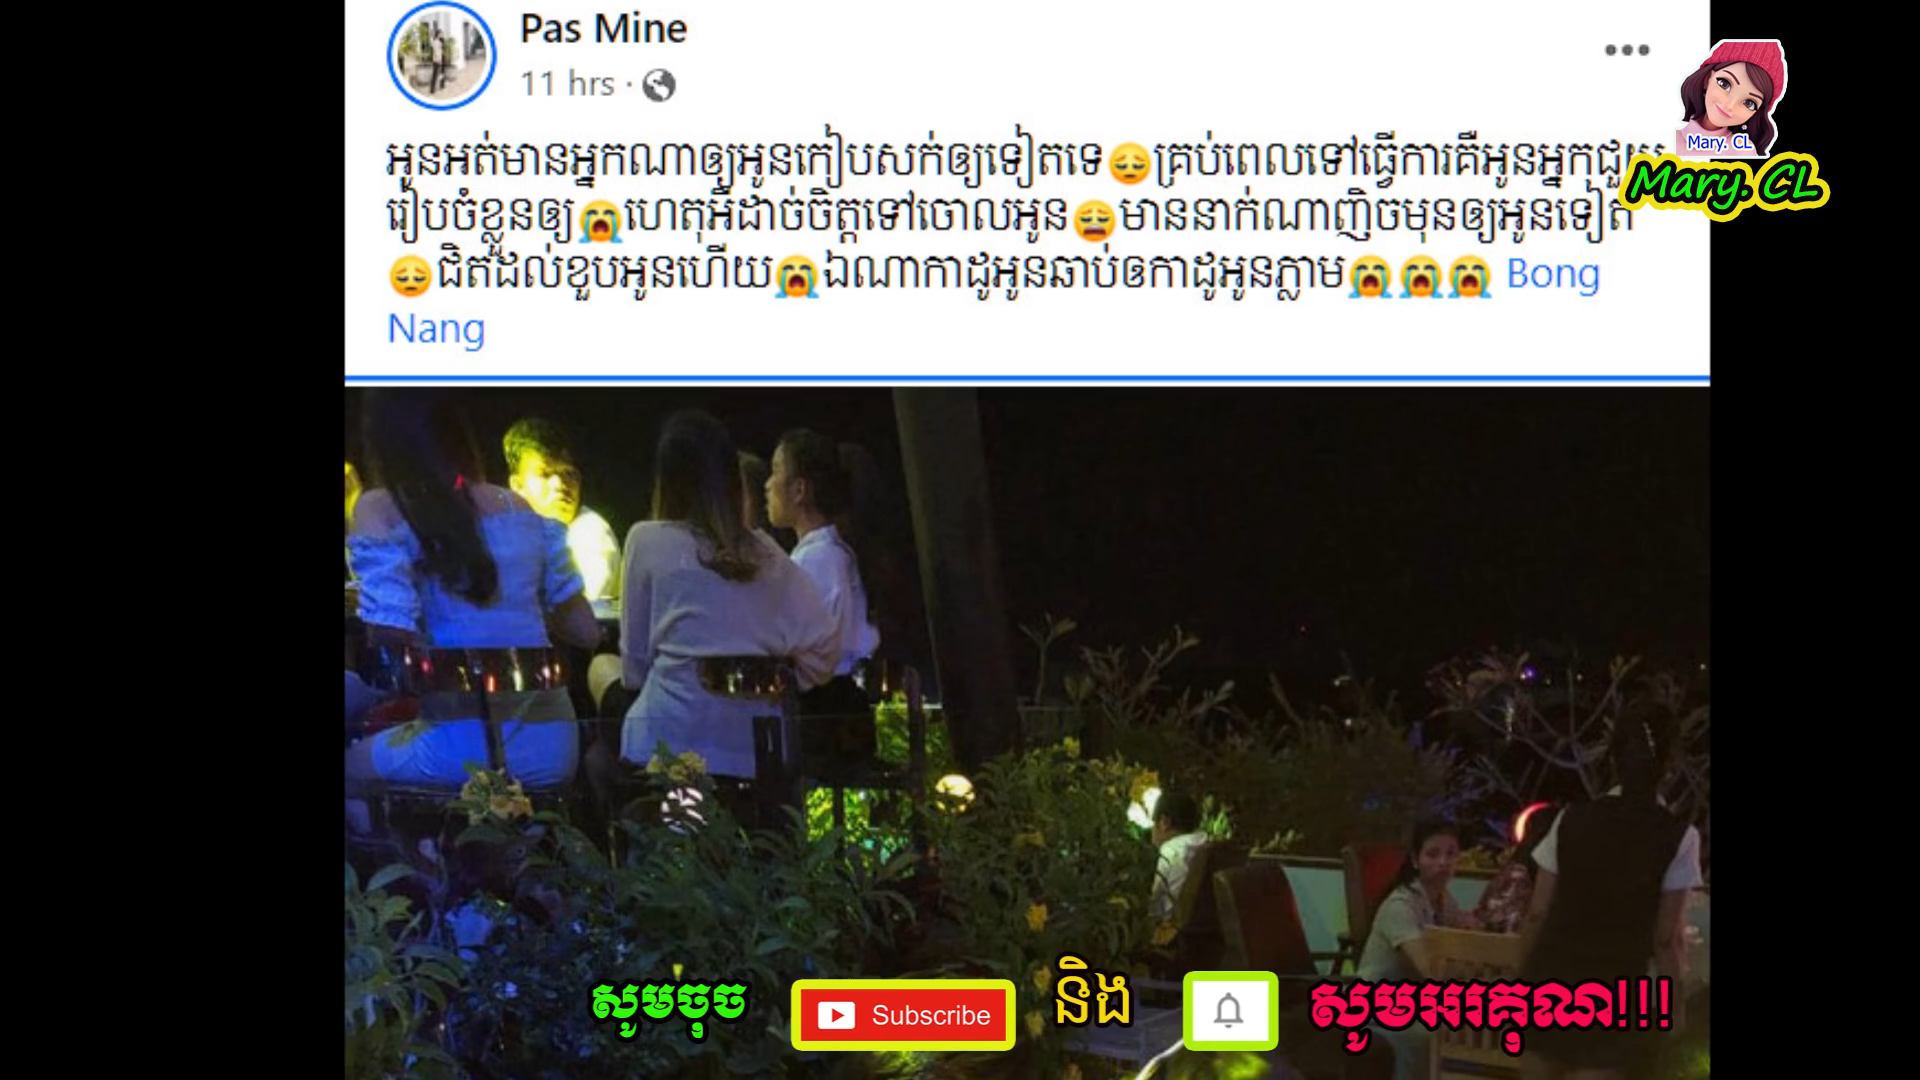 Pas Mine
11 hrs ·
Mary. CL
អូនអត់មានអ្នកណាឲ្យអូនកៀបសក់ឲ្យទៀតទេ😔គ្រប់ពេលទៅធ្វើការគឺអូនអ្នកជួយ
Mary. CL
រៀបចំខ្លួនឲ្យ😭ហេតុអីដាច់ចិត្តទៅចោលអូន😩មាននាក់ណាញិចមុនឲ្យអូនទៀត
😔ជិតដល់ខួបអូនហើយ😭ឯណាកាដូអូនឆាប់ឲកាដូអូនភ្លាម😭😭😭 Bong
Nang
សូមចុច Subscribe និង សូមអរគុណ!!!